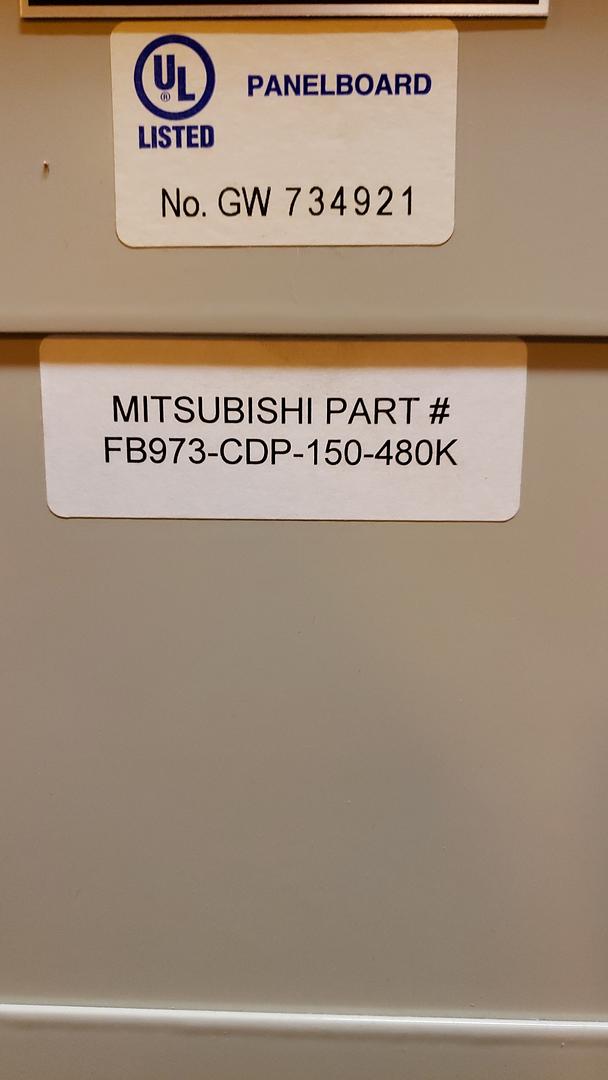 UL
®
LISTED
PANELBOARD
No. GW 734921
MITSUBISHI PART #
FB973-CDP-150-480K